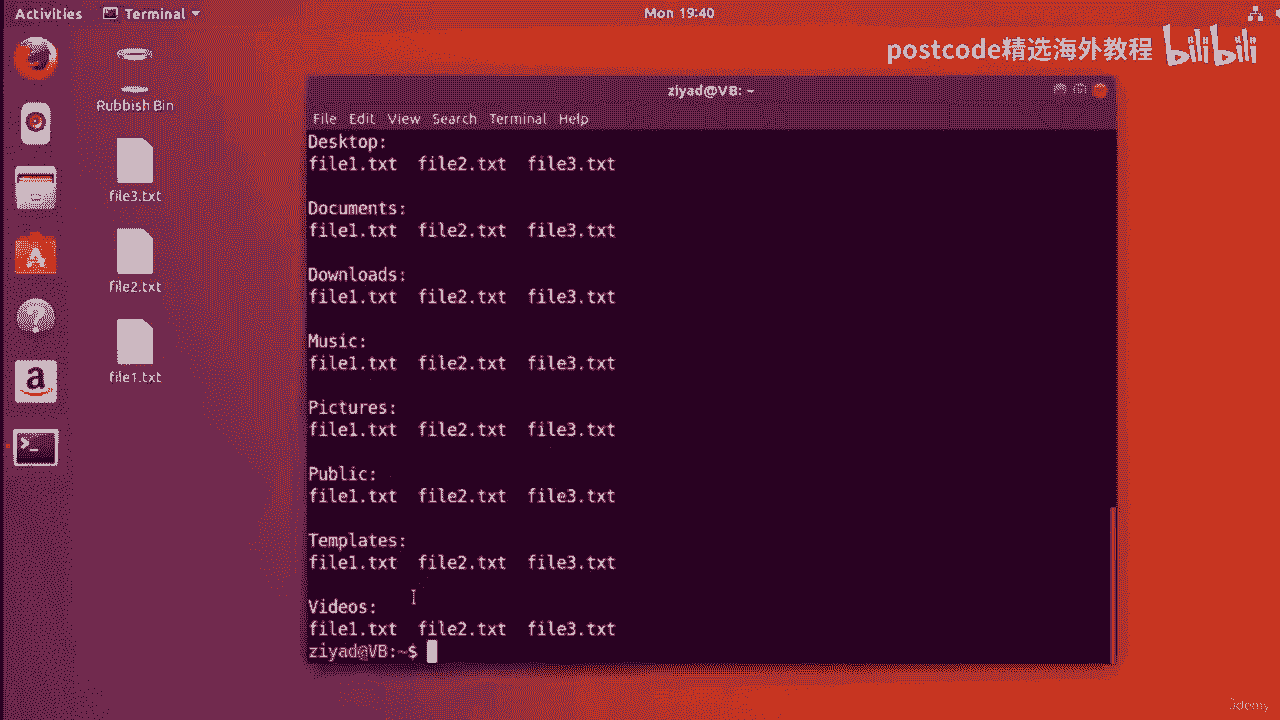 Activities Terminal Mon 19:40
postcode精选海外教程 bilibili
Rubbish Bin
file3.txt
file2.txt
file1.txt
ziyad@VB: ~
File Edit View Search Terminal Help
Desktop:
file1.txt file2.txt file3.txt
Documents:
file1.txt file2.txt file3.txt
Downloads:
file1.txt file2.txt file3.txt
Music:
file1.txt file2.txt file3.txt
Pictures:
file1.txt file2.txt file3.txt
Public:
file1.txt file2.txt file3.txt
Templates:
file1.txt file2.txt file3.txt
Videos:
file1.txt file2.txt file3.txt
ziyad@VB:~$